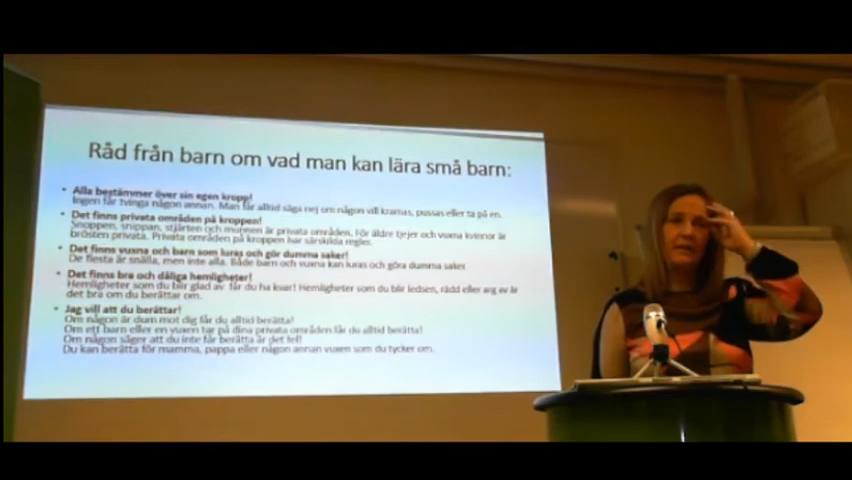 Råd från barn om vad man kan lära små barn:
• Alla bestämmer över sin egen kropp!
Ingen får tvinga någon annan. Man får alltid säga nej om någon vill kramas, pussas eller ta på en.
• Det finns privata områden på kroppen!
Snoppen, snippan, stjärten och munnen är privata områden. För äldre tjejer och vuxna kvinnor är
brösten privata. Privata områden på kroppen har särskilda regler.
• Det finns vuxna och barn som luras och gör dumma saker!
De flesta är snälla, men inte alla. Både barn och vuxna kan luras och göra dumma saker
• Det finns bra och dåliga hemligheter!
Hemligheter som du blir glad av får du ha kvar! Hemligheter som du blir ledsen, rädd eller arg av är
det bra om du berättar om.
• Jag vill att du berättar!
Om någon är dum mot dig får du alltid berätta!
Om ett barn eller en vuxen tar på dina privata områden får du alltid berätta!
Om någon säger att du inte får berätta är det fel!
Du kan berätta för mamma, pappa eller någon annan vuxen som du tycker om.